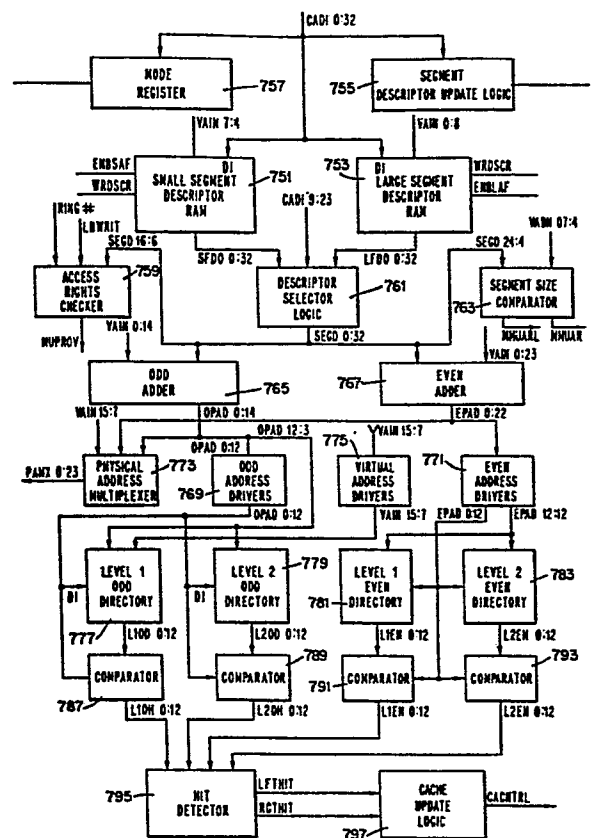 CADI 0:32
MODE
REGISTER
757
755
SEGMENT
DESCRIPTOR UPDATE LOGIC
VAIN 7:4
VAIN 0:8
ENBSAF
WRDSCR
DI
SMALL SEGMENT
DESCRIPTOR
RAM
751
753
DI
LARGE SEGMENT
DESCRIPTOR
RAM
WRDSCR
ENBLAF
CADI 9:23
RING #
LBWRIT
SEGD 16:6
SFDO 0:32
LFDO 0:32
SEGD 24:4
VADN 07:4
ACCESS
RIGHTS
CHECKER
759
DESCRIPTOR
SELECTOR
LOGIC
761
763
SEGMENT SIZE
COMPARATOR
MUPROV
VAIN 0:14
SEGD 0:32
VAIN 0:23
ODD
ADDER
765
767
EVEN
ADDER
VAIN 15:7
OPAD 0:14
EPAD 0:22
OPAD 12:3
OPAD 0:12
775
VAIN 15:7
771
PAMX 0:23
PHYSICAL
ADDRESS
MULTIPLEXER
773
769
ODD
ADDRESS
DRIVERS
VIRTUAL
ADDRESS
DRIVERS
EVEN
ADDRESS
DRIVERS
OPAD 0:12
VAIN 15:7
EPAD 0:12
EPAD 12:12
DI
LEVEL 1
ODD
DIRECTORY
777
DI
LEVEL 2
ODD
DIRECTORY
779
781
LEVEL 1
EVEN
DIRECTORY
LEVEL 2
EVEN
DIRECTORY
783
L1OD 0:12
L2OD 0:12
L1EN 0:12
L2EN 0:12
COMPARATOR
787
COMPARATOR
789
791
COMPARATOR
COMPARATOR
793
L1OH 0:12
L2OH 0:12
L1EH 0:12
L2EH 0:12
795
HIT
DETECTOR
LFTHIT
RGTHIT
CACHE
UPDATE
LOGIC
797
CACHTRL